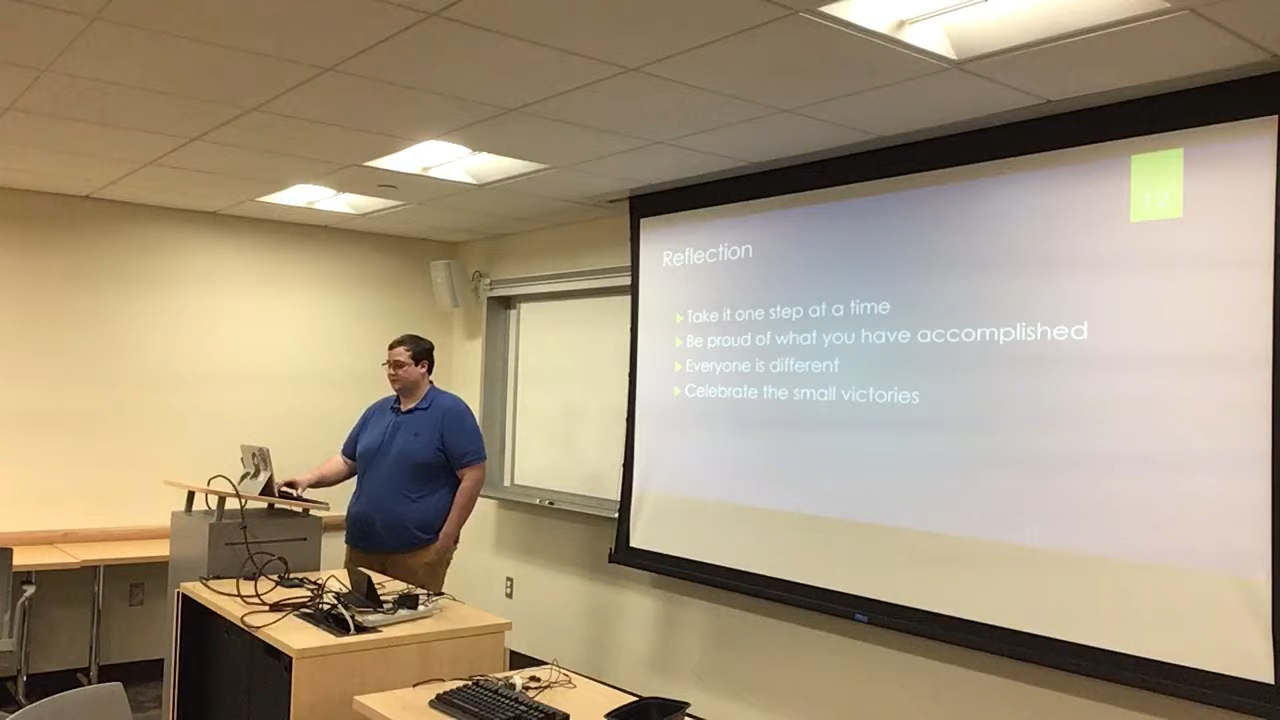 12
Reflection
Take it one step at a time
Be proud of what you have accomplished
Everyone is different
Celebrate the small victories